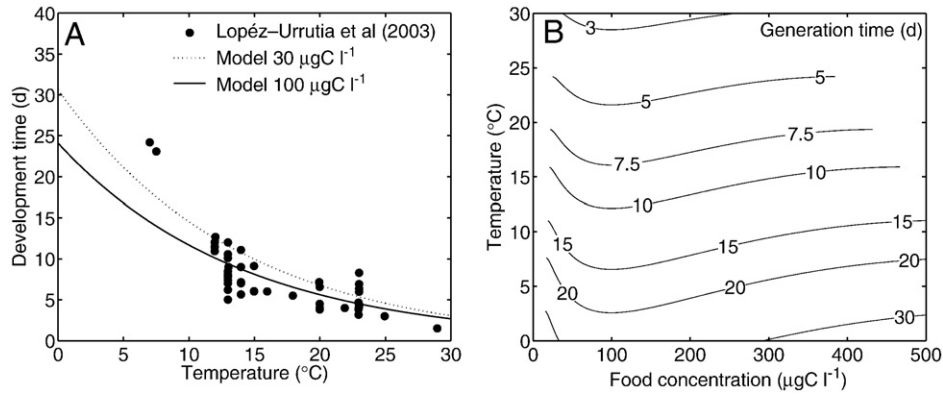 A
Lopéz–Urrutia et al (2003)
Model 30 μgC l⁻¹
Model 100 μgC l⁻¹
Development time (d)
40
35
30
25
20
15
10
5
0
0 5 10 15 20 25 30
Temperature (°C)
B
Generation time (d)
Temperature (°C)
30
25
20
15
10
5
0
3
5 5
7.5 7.5
10 10
15 15 15
20 20 20
30
0 100 200 300 400 500
Food concentration (μgC l⁻¹)